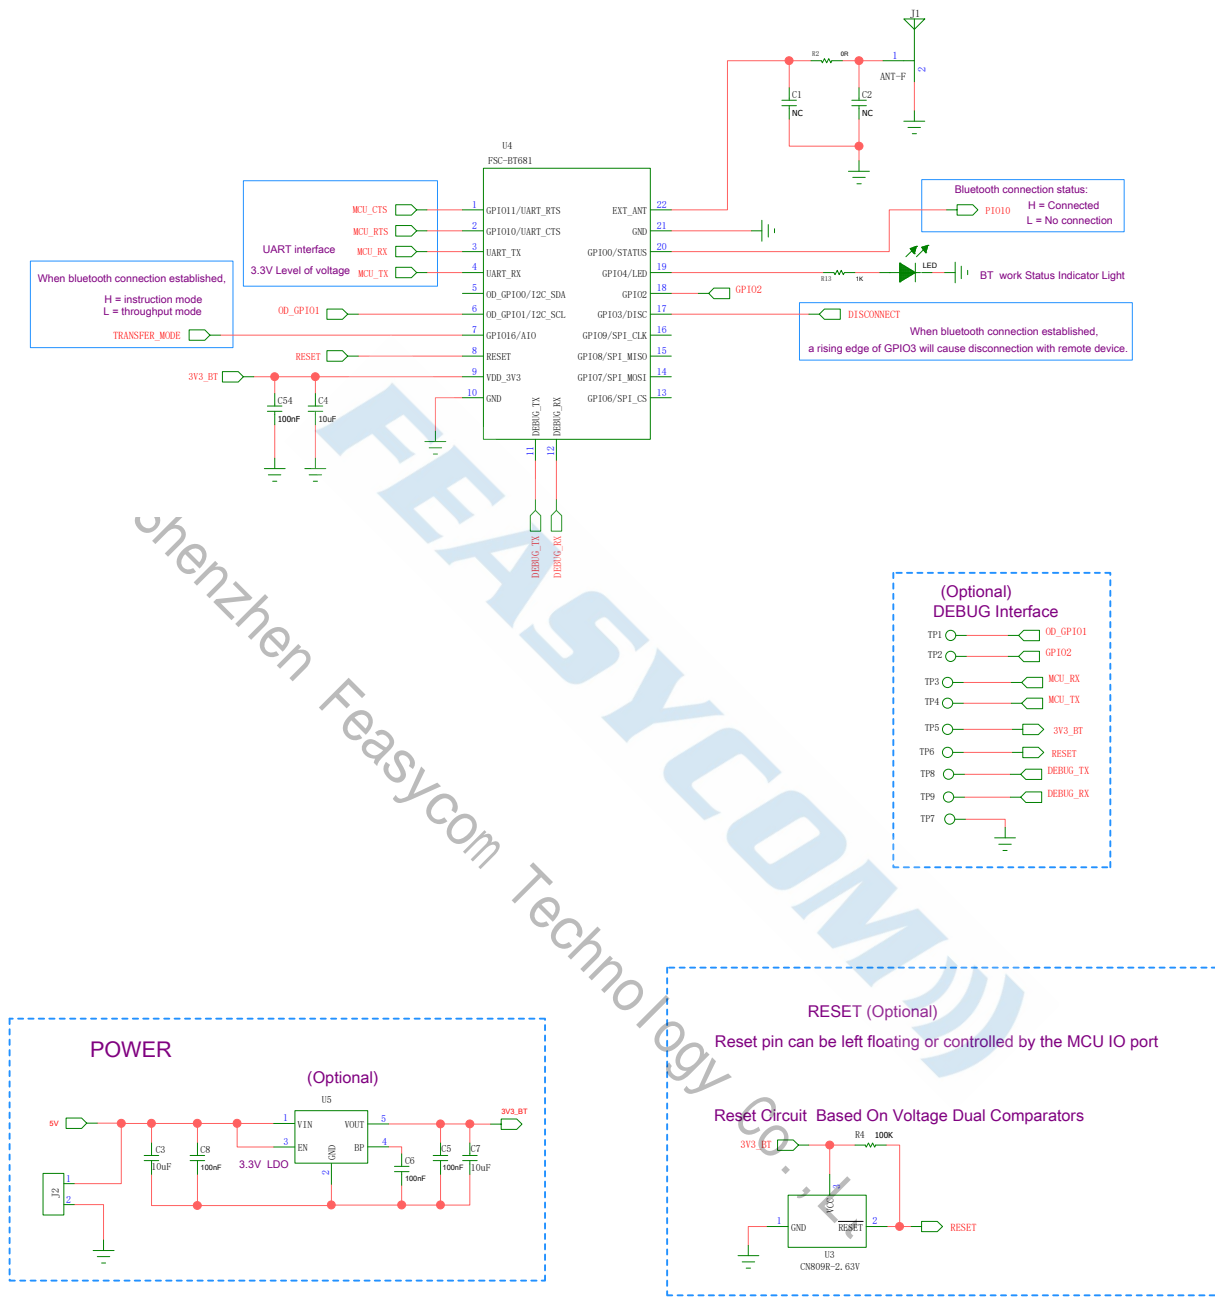 J1
R2
0R
1
2
ANT-F
C1
NC
C2
NC
U4
FSC-BT681
Bluetooth connection status:
H = Connected
L = No connection
PIO10
MCU_CTS
MCU_RTS
MCU_RX
MCU_TX
UART interface
3.3V Level of voltage
1 GPIO11/UART_RTS
2 GPIO10/UART_CTS
3 UART_TX
4 UART_RX
5 OD_GPIO0/I2C_SDA
6 OD_GPIO1/I2C_SCL
7 GPIO16/AIO
8 RESET
9 VDD_3V3
10 GND
EXT_ANT 22
GND 21
GPIO0/STATUS 20
GPIO4/LED 19
GPIO2 18
GPIO3/DISC 17
GPIO9/SPI_CLK 16
GPIO8/SPI_MISO 15
GPIO7/SPI_MOSI 14
GPIO6/SPI_CS 13
DEBUG_TX
DEBUG_RX
11
12
DEBUG_TX
DEBUG_RX
When bluetooth connection established,
H = instruction mode
L = throughput mode
TRANSFER_MODE
OD_GPIO1
RESET
3V3_BT
C54
100nF
C4
10uF
R13
1K
LED
BT work Status Indicator Light
GPIO2
DISCONNECT
When bluetooth connection established,
a rising edge of GPIO3 will cause disconnection with remote device.
FEASYCOM
Shenzhen Feasycom Technology Co.,Lt
(Optional)
DEBUG Interface
TP1 OD_GPIO1
TP2 GPIO2
TP3 MCU_RX
TP4 MCU_TX
TP5 3V3_BT
TP6 RESET
TP8 DEBUG_TX
TP9 DEBUG_RX
TP7
POWER
(Optional)
U5
5V
1 VIN
3 EN
GND
2
VOUT 5
BP 4
3V3_BT
3.3V LDO
C3
10uF
C8
100nF
C6
100nF
C5
100nF
C7
10uF
J2
1
2
RESET (Optional)
Reset pin can be left floating or controlled by the MCU IO port
Reset Circuit Based On Voltage Dual Comparators
3V3_BT
R4
100K
VCC
1 GND
RESET 2
RESET
U3
CN809R-2.63V